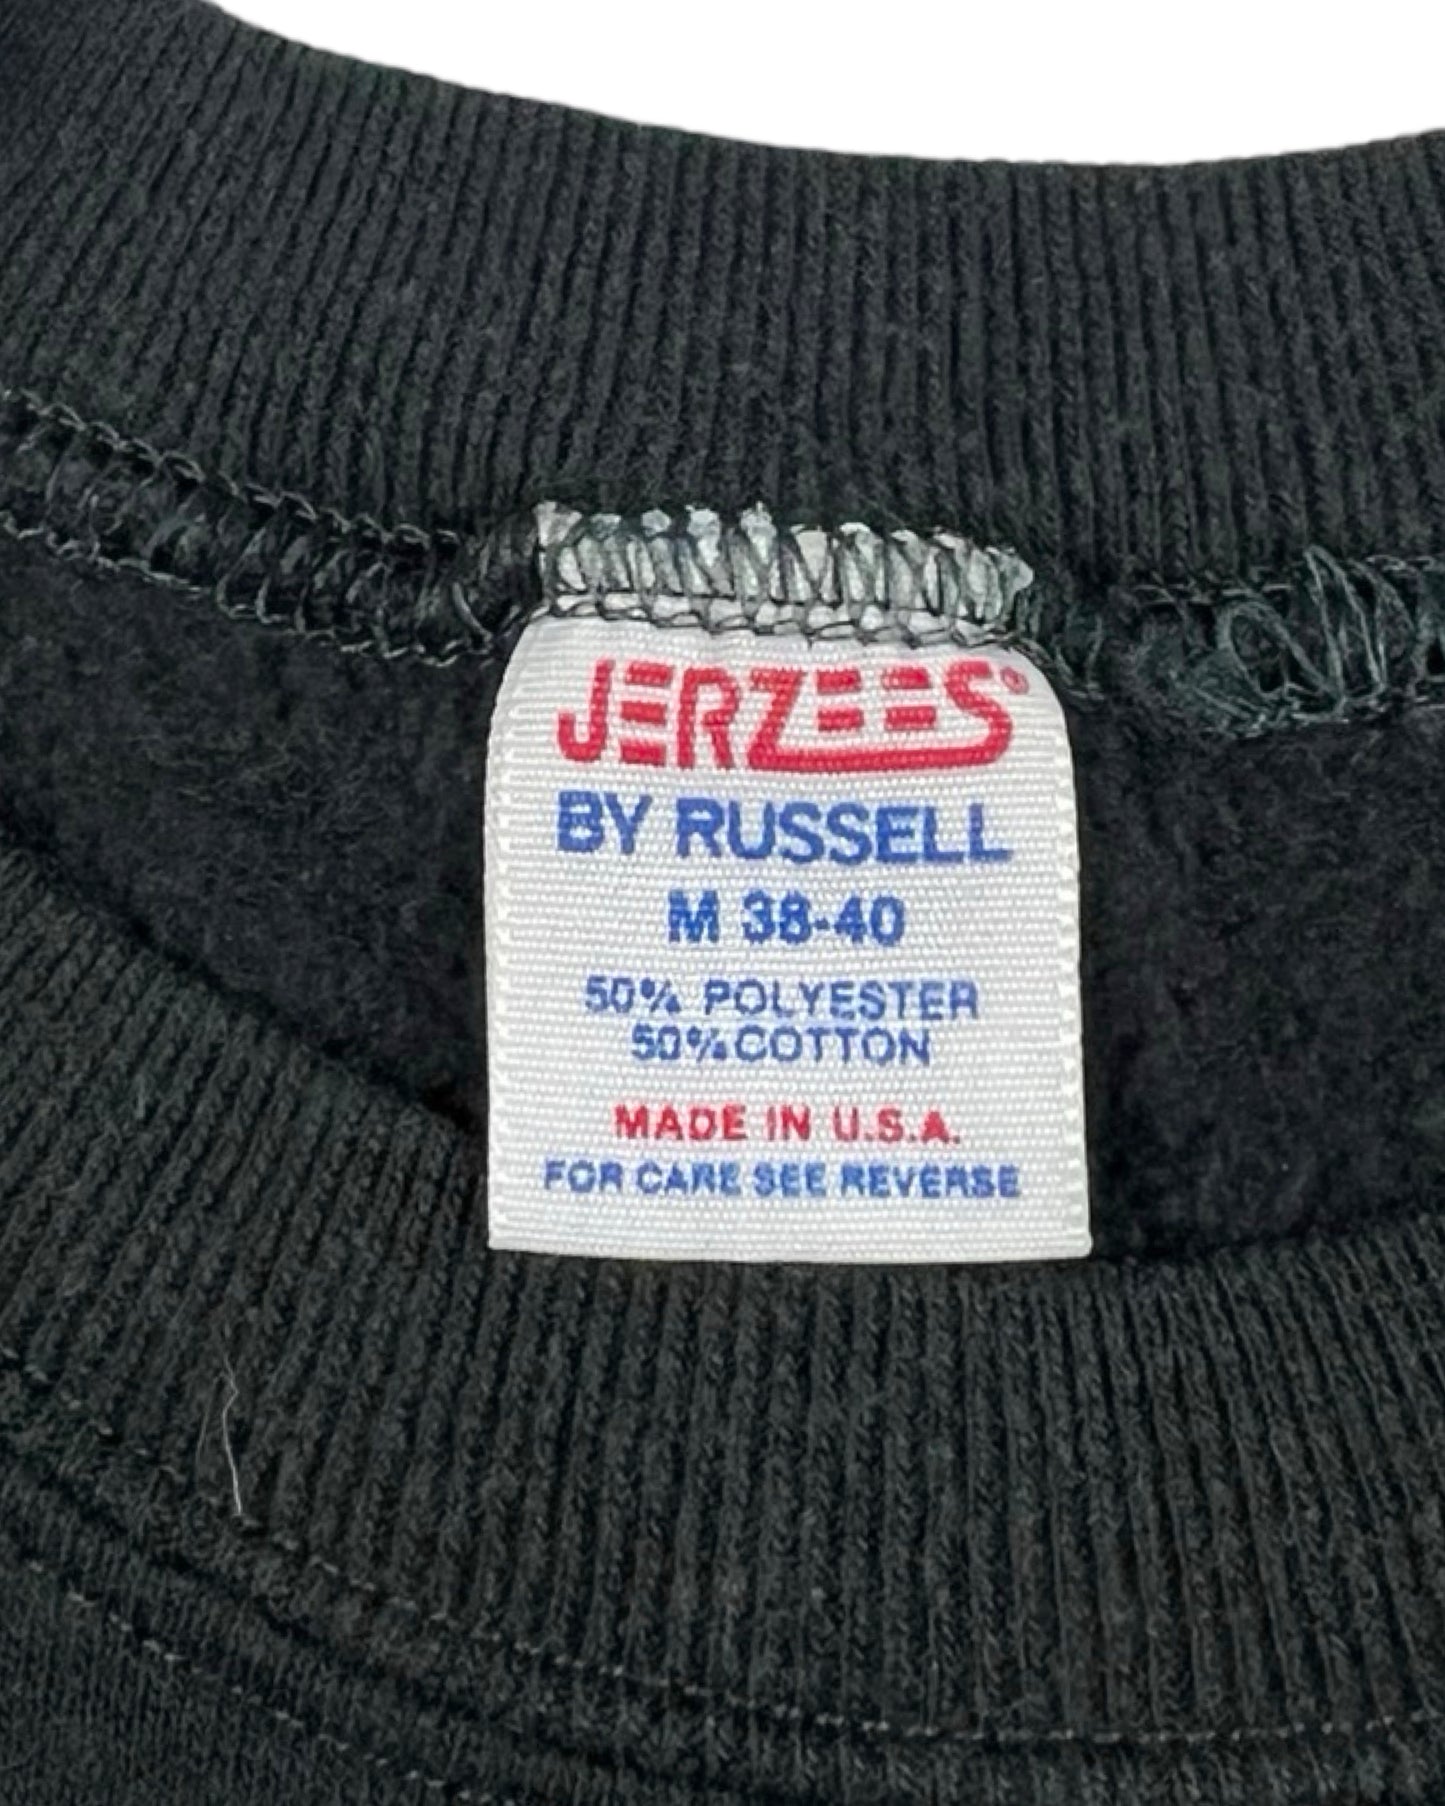 JERZEES®
BY RUSSELL
M 38-40
50% POLYESTER
50% COTTON
MADE IN U.S.A.
FOR CARE SEE REVERSE